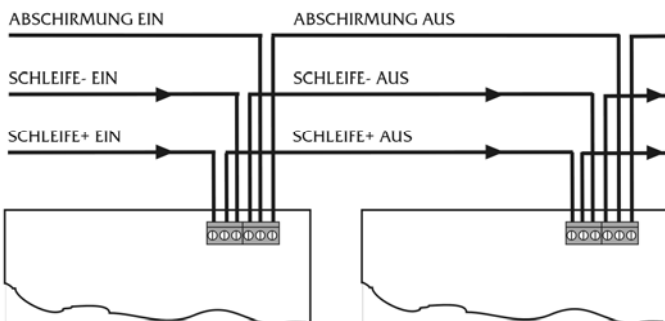 ABSCHIRMUNG EIN
ABSCHIRMUNG AUS
SCHLEIFE- EIN
SCHLEIFE- AUS
SCHLEIFE+ EIN
SCHLEIFE+ AUS